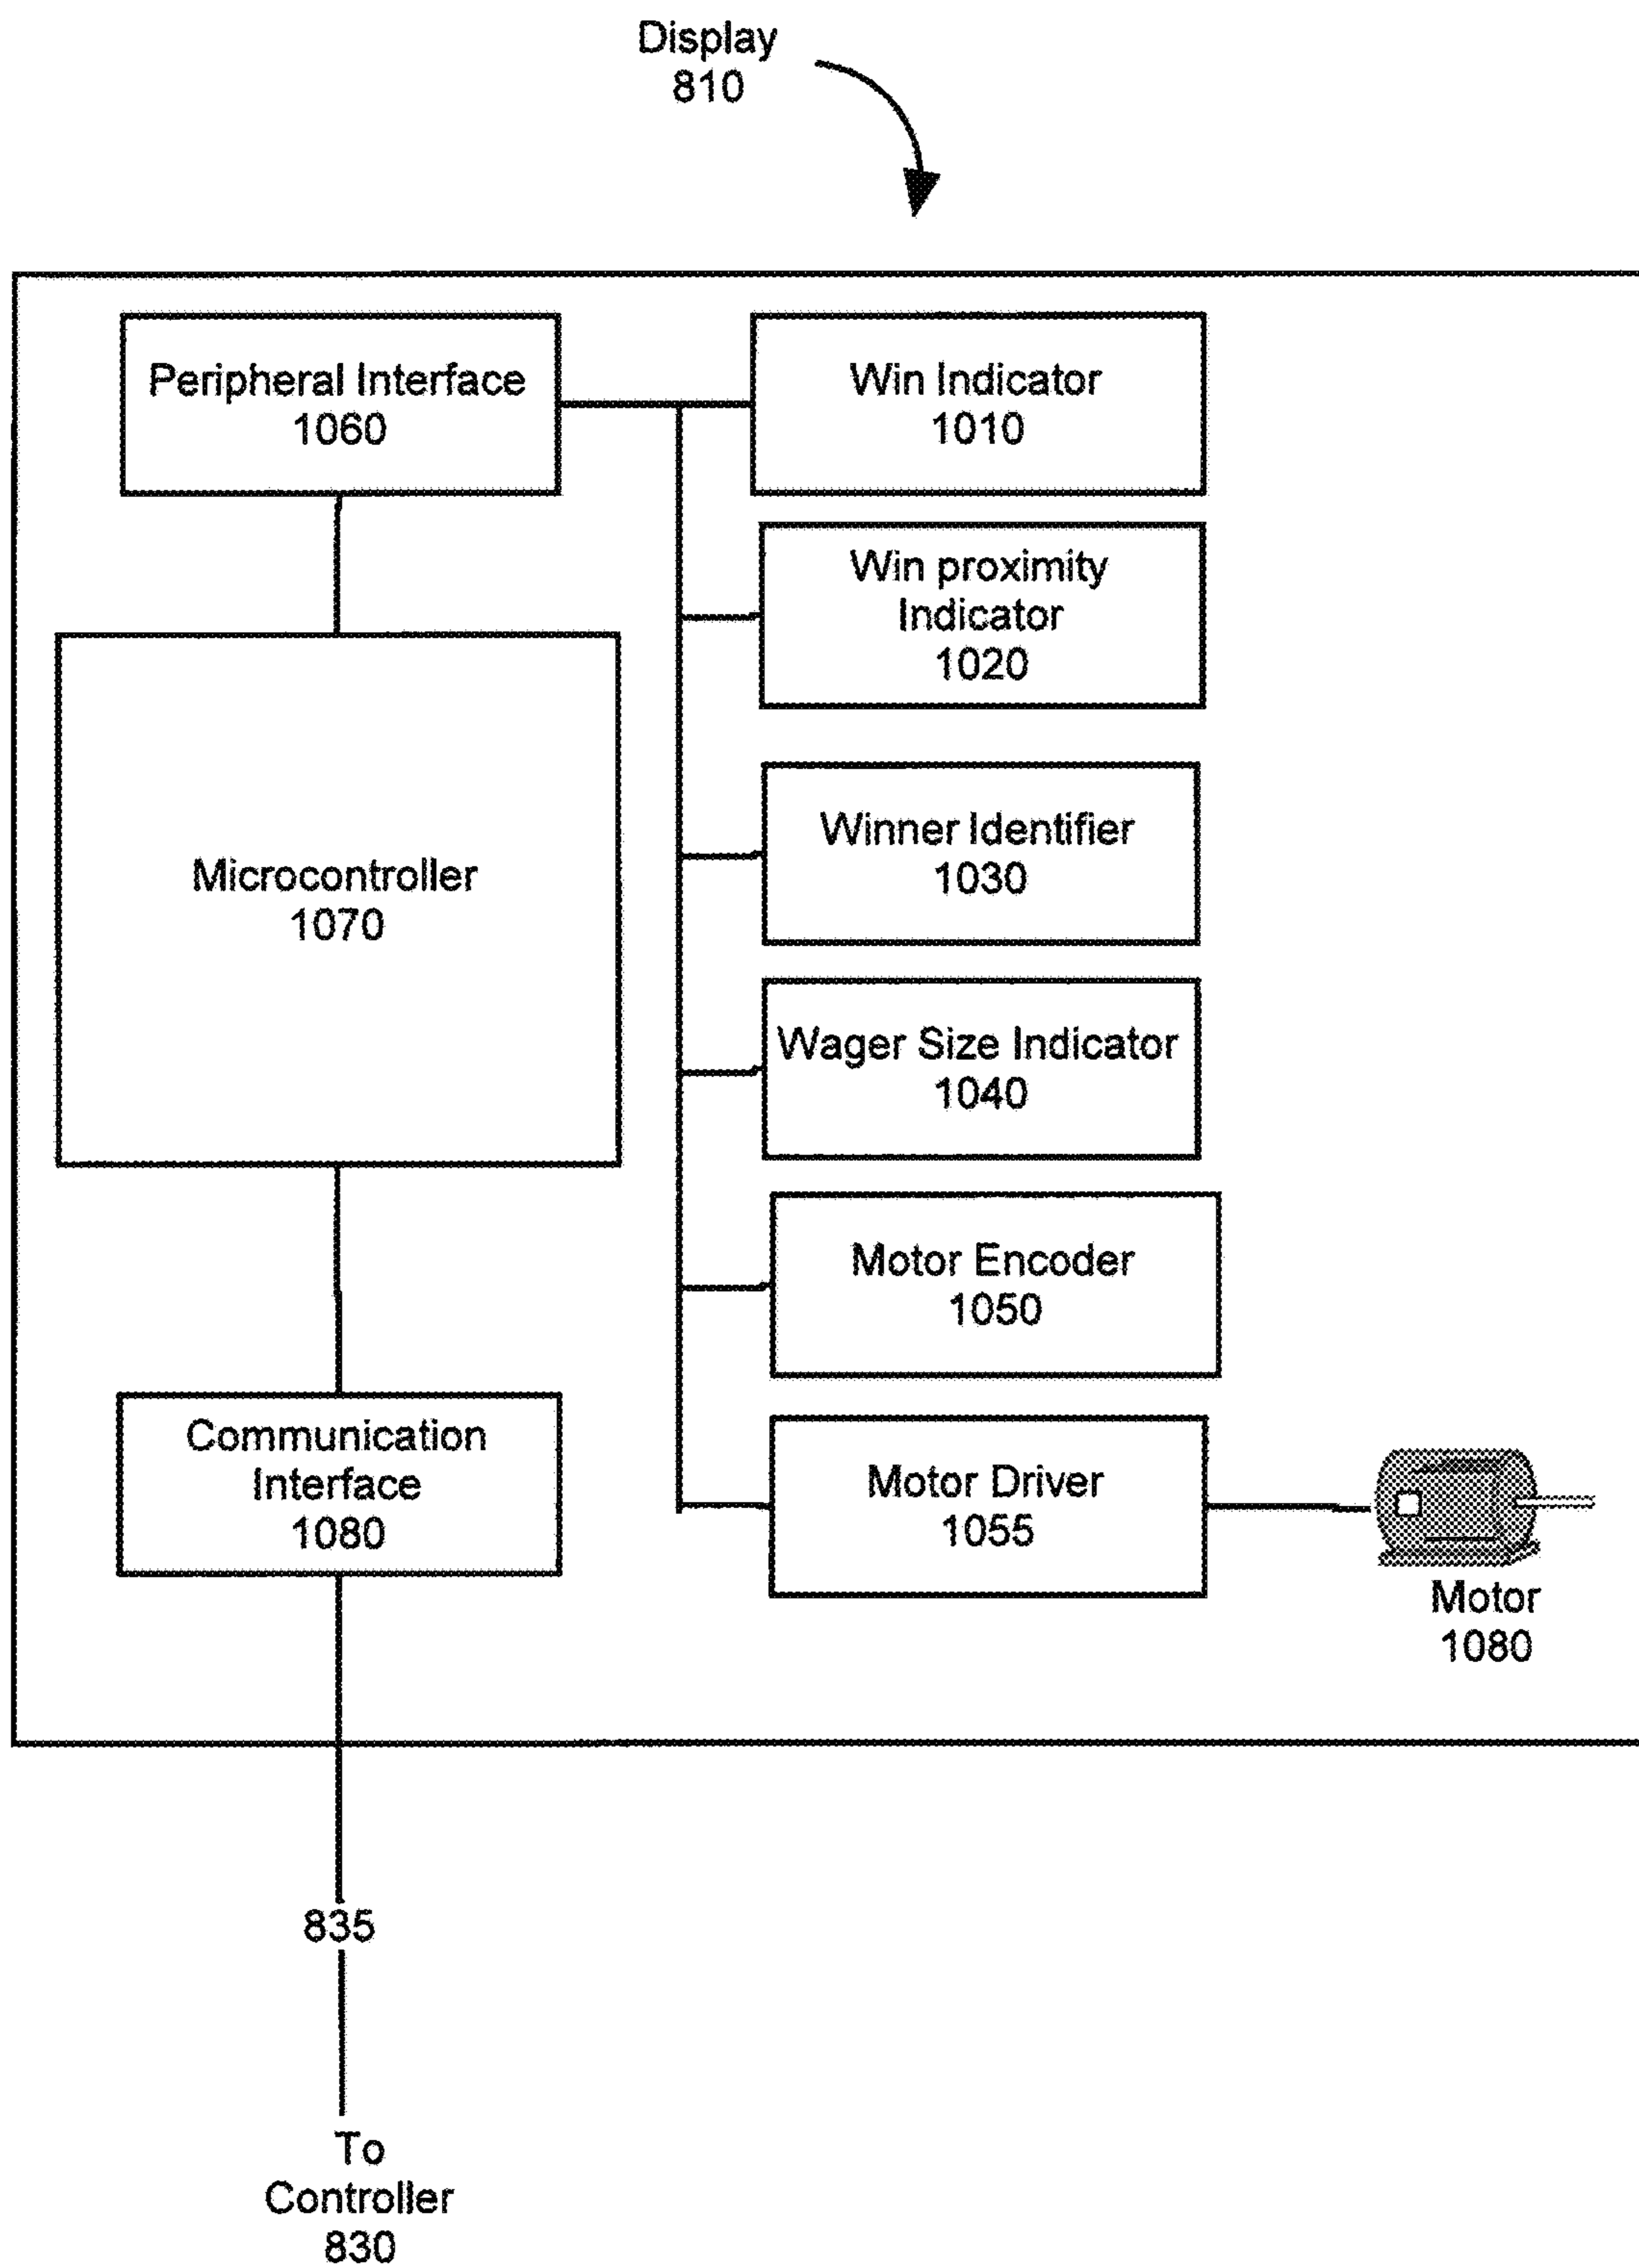 Display
810
Peripheral Interface
1060
Win Indicator
1010
Win proximity
Indicator
1020
Microcontroller
1070
Winner Identifier
1030
Wager Size Indicator
1040
Motor Encoder
1050
Communication
Interface
1080
Motor Driver
1055
Motor
1080
835
To
Controller
830